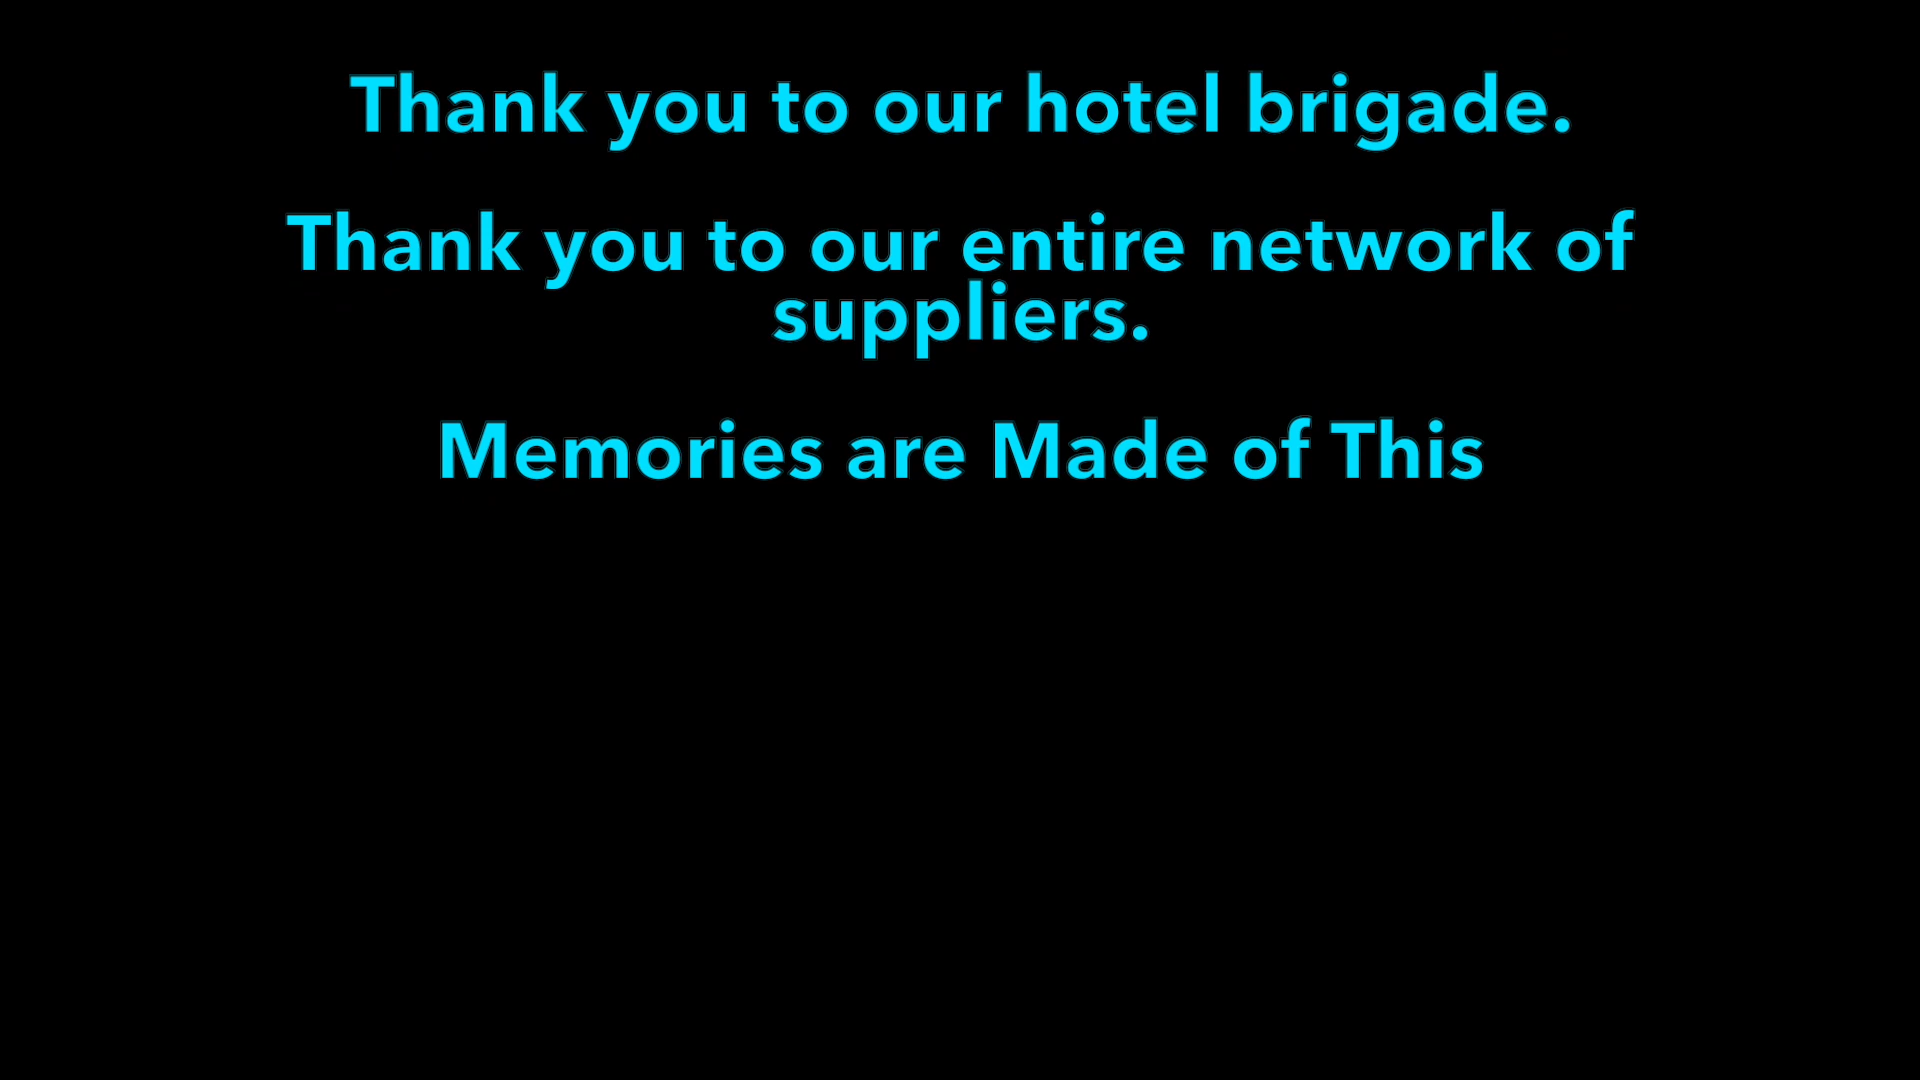 Thank you to our hotel brigade.
Thank you to our entire network of
suppliers.
Memories are Made of This